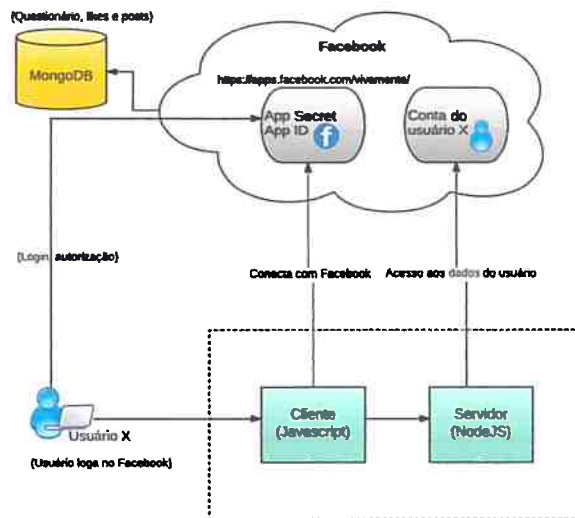 {Questionário, likes e posts}
MongoDB
Facebook
https://apps.facebook.com/vivamente/
App Secret
App ID
Conta do
usuário X
{Login, autorização}
Conecta com Facebook
Acesso aos dados do usuário
Cliente
(Javascript)
Servidor
(NodeJS)
Usuário X
(Usuário loga no Facebook)